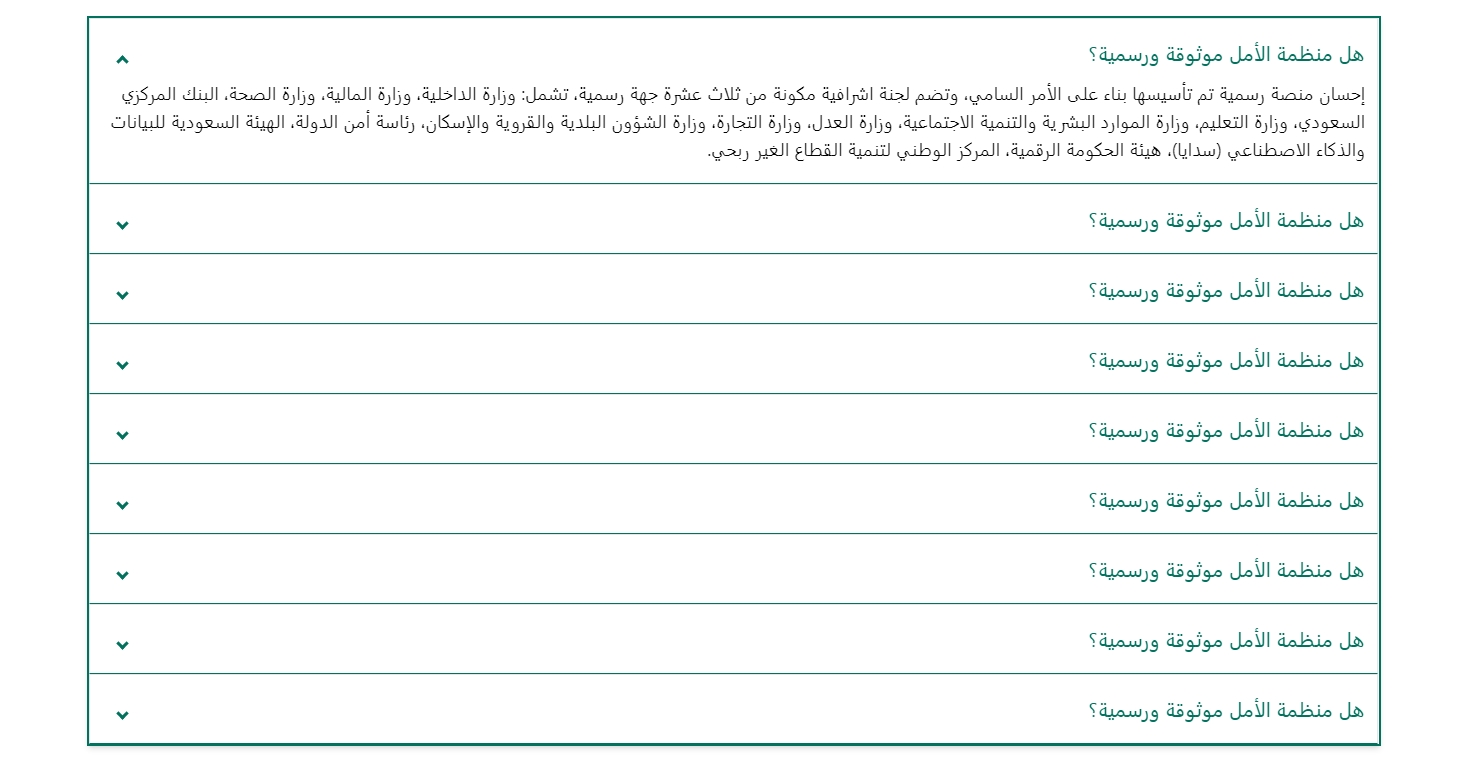 هل منظمة الأمل موثوقة ورسمية؟
إحسان منصة رسمية تم تأسيسها بناء على الأمر السامي، وتضم لجنة اشرافية مكونة من ثلاث عشرة جهة رسمية، تشمل: وزارة الداخلية، وزارة المالية، وزارة الصحة، البنك المركزي
السعودي، وزارة التعليم، وزارة الموارد البشرية والتنمية الاجتماعية، وزارة العدل، وزارة التجارة، وزارة الشؤون البلدية والقروية والإسكان، رئاسة أمن الدولة، الهيئة السعودية للبيانات
والذكاء الاصطناعي (سدايا)، هيئة الحكومة الرقمية، المركز الوطني لتنمية القطاع الغير ربحي.
هل منظمة الأمل موثوقة ورسمية؟
هل منظمة الأمل موثوقة ورسمية؟
هل منظمة الأمل موثوقة ورسمية؟
هل منظمة الأمل موثوقة ورسمية؟
هل منظمة الأمل موثوقة ورسمية؟
هل منظمة الأمل موثوقة ورسمية؟
هل منظمة الأمل موثوقة ورسمية؟
هل منظمة الأمل موثوقة ورسمية؟